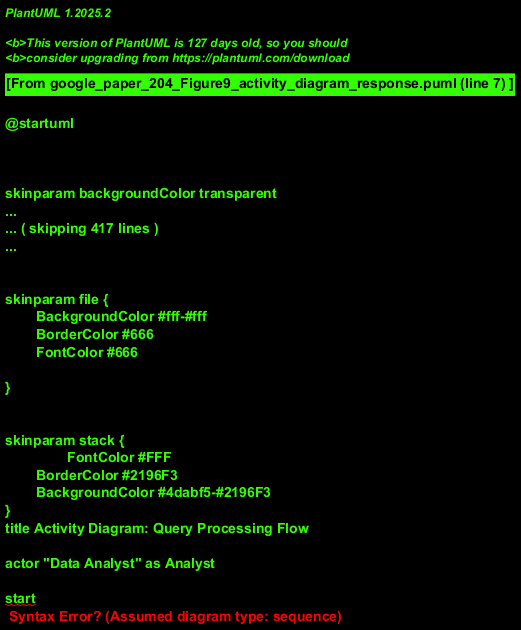 PlantUML 1.2025.2
<b>This version of PlantUML is 127 days old, so you should
<b>consider upgrading from https://plantuml.com/download
[From google_paper_204_Figure9_activity_diagram_response.puml (line 7) ]
@startuml
skinparam backgroundColor transparent
...
... ( skipping 417 lines )
...
skinparam file {
BackgroundColor #fff-#fff
BorderColor #666
FontColor #666
}
skinparam stack {
FontColor #FFF
BorderColor #2196F3
BackgroundColor #4dabf5-#2196F3
}
title Activity Diagram: Query Processing Flow
actor "Data Analyst" as Analyst
start
Syntax Error? (Assumed diagram type: sequence)